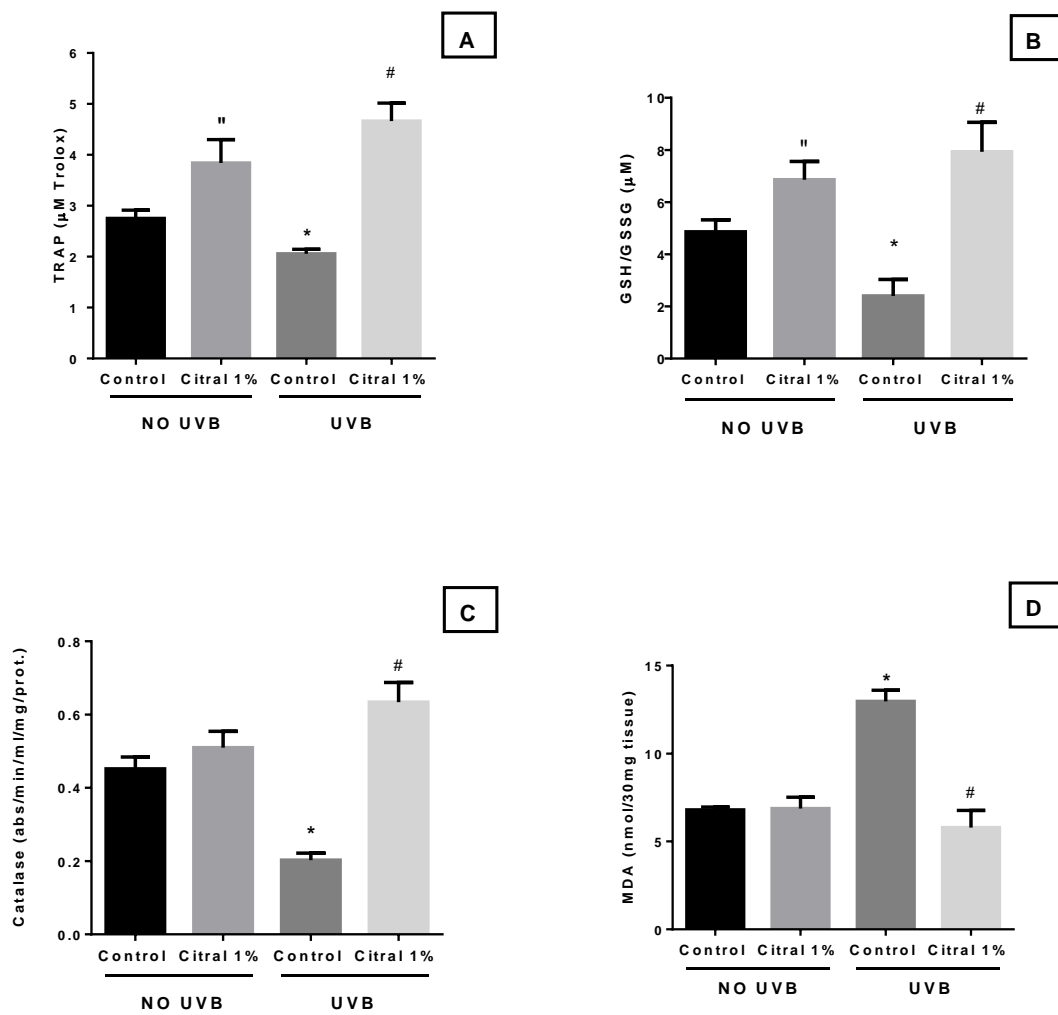 A
TRAP (μM Trolox)
6
5
4
3
2
1
0
"
*
#
Control Citral 1% Control Citral 1%
NO UVB UVB
B
GSH/GSSG (μM)
10
8
6
4
2
0
"
*
#
Control Citral 1% Control Citral 1%
NO UVB UVB
C
Catalase (abs/min/ml/mg/prot.)
0.8
0.6
0.4
0.2
0.0
*
#
Control Citral 1% Control Citral 1%
NO UVB UVB
D
MDA (nmol/30mg tissue)
15
10
5
0
*
#
Control Citral 1% Control Citral 1%
NO UVB UVB